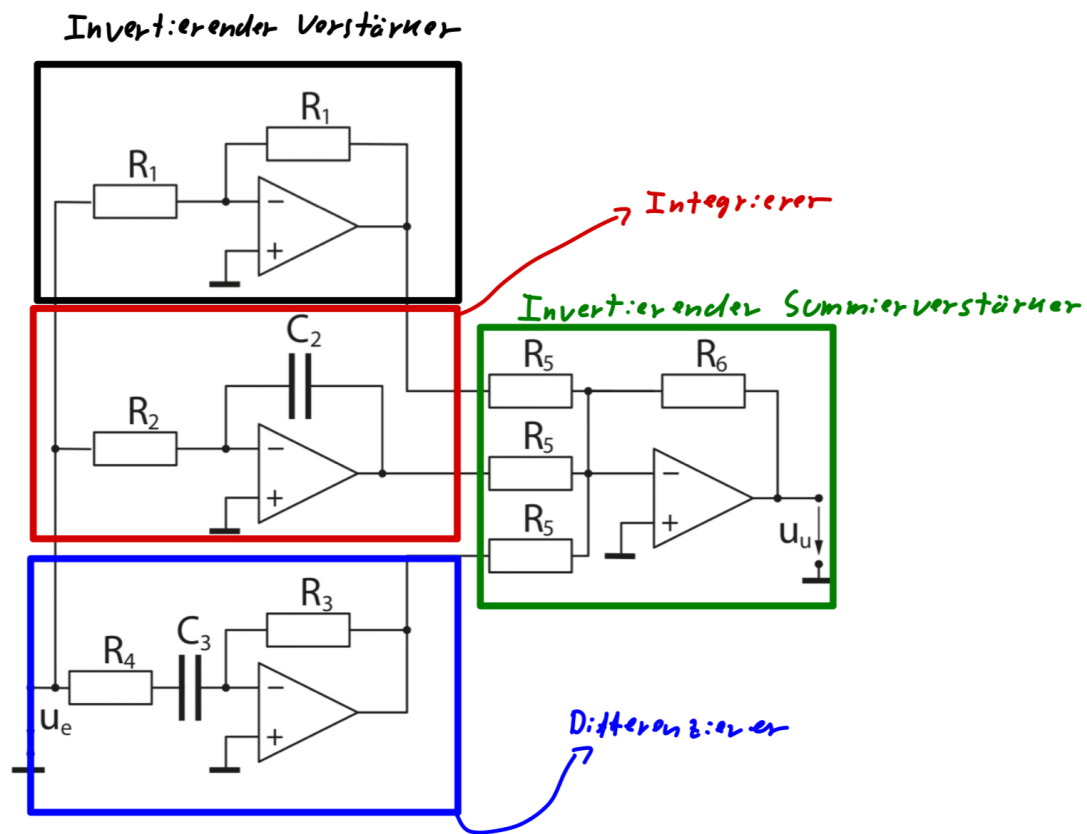 Invertierender Verstärker
R₁
R₁
−
+
Integrierer
Invertierender Summierverstärker
C₂
R₂
−
+
R₅
R₆
R₅
−
+
R₅
uᵤ
R₃
C₃
R₄
−
+
uₑ
Differenzierer